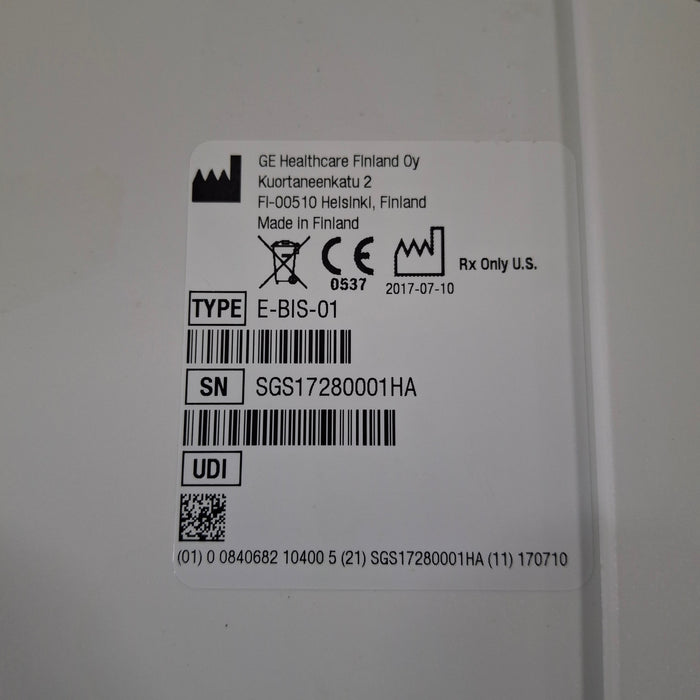 GE Healthcare Finland Oy
Kuortaneenkatu 2
FI-00510 Helsinki, Finland
Made in Finland
CE
0537
2017-07-10
Rx Only U.S.
TYPE E-BIS-01
SN SGS17280001HA
UDI
(01) 0 0840682 10400 5 (21) SGS17280001HA (11) 170710